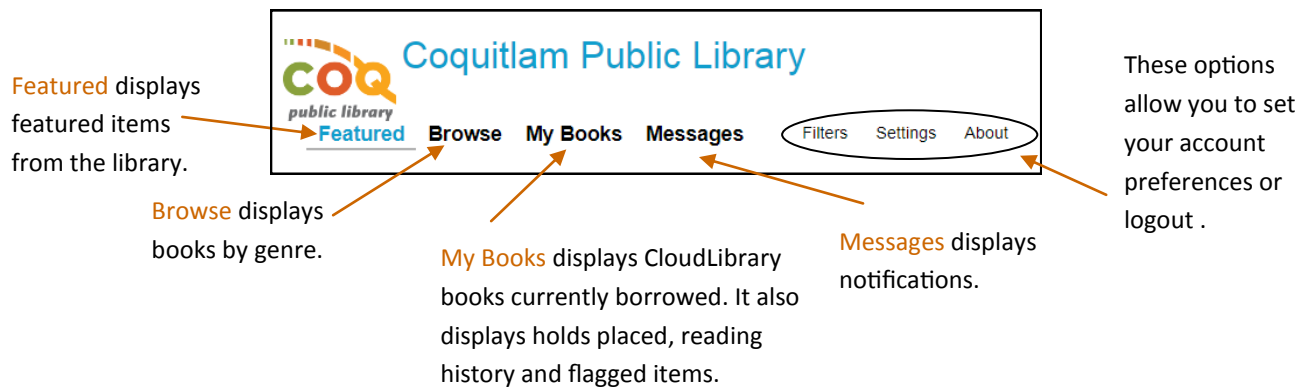 Coquitlam Public Library
COQ
public library
Featured Browse My Books Messages Filters Settings About
Featured displays
featured items
from the library.
Browse displays
books by genre.
My Books displays CloudLibrary
books currently borrowed. It also
displays holds placed, reading
history and flagged items.
Messages displays
notifications.
These options
allow you to set
your account
preferences or
logout .